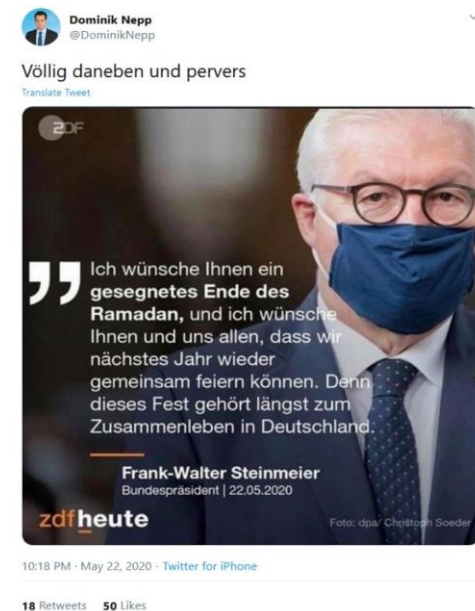 Dominik Nepp
@DominikNepp
Völlig daneben und pervers
Translate Tweet
ZDF
Ich wünsche Ihnen ein
gesegnetes Ende des
Ramadan, und ich wünsche
Ihnen und uns allen, dass wir
nächstes Jahr wieder
gemeinsam feiern können. Denn
dieses Fest gehört längst zum
Zusammenleben in Deutschland.
Frank-Walter Steinmeier
Bundespräsident | 22.05.2020
zdfheute
Foto: dpa/ Christoph Soeder
10:18 PM · May 22, 2020 · Twitter for iPhone
18 Retweets 50 Likes